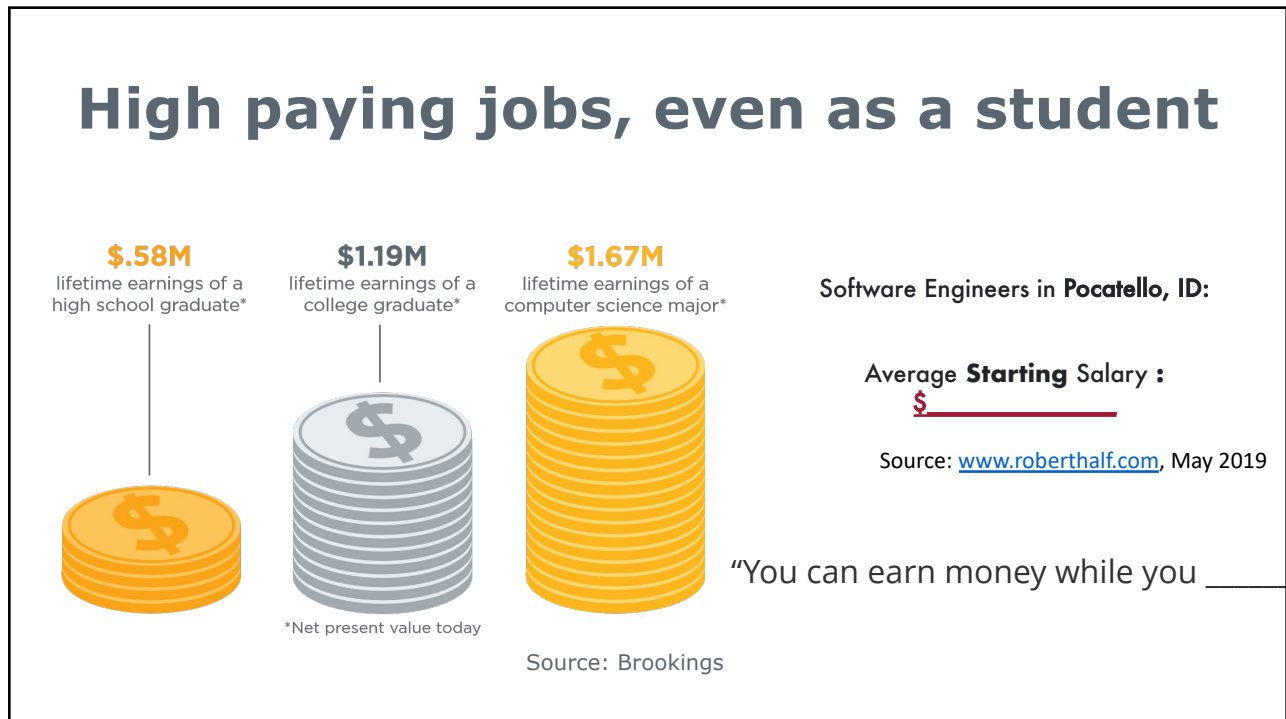 High paying jobs, even as a student
$.58M
lifetime earnings of a
high school graduate*
$1.19M
lifetime earnings of a
college graduate*
$1.67M
lifetime earnings of a
computer science major*
*Net present value today
Source: Brookings
Software Engineers in Pocatello, ID:
Average Starting Salary :
$_______________
Source: www.roberthalf.com, May 2019
“You can earn money while you ______